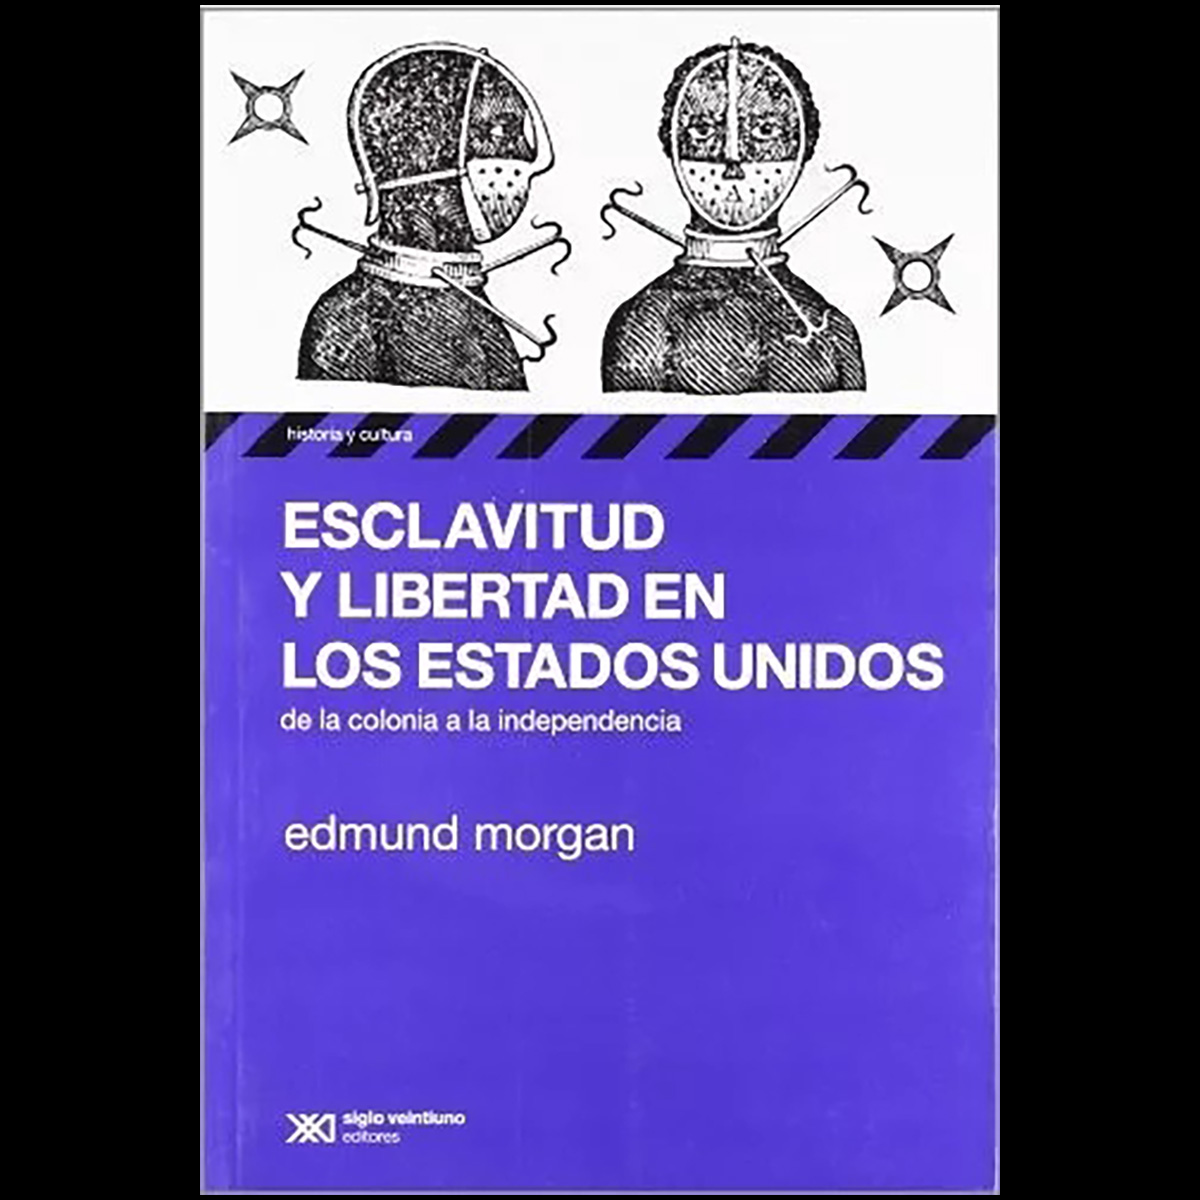 A
historia y cultura
ESCLAVITUD
Y LIBERTAD EN
LOS ESTADOS UNIDOS
de la colonia a la independencia
edmund morgan
siglo veintiuno
editores